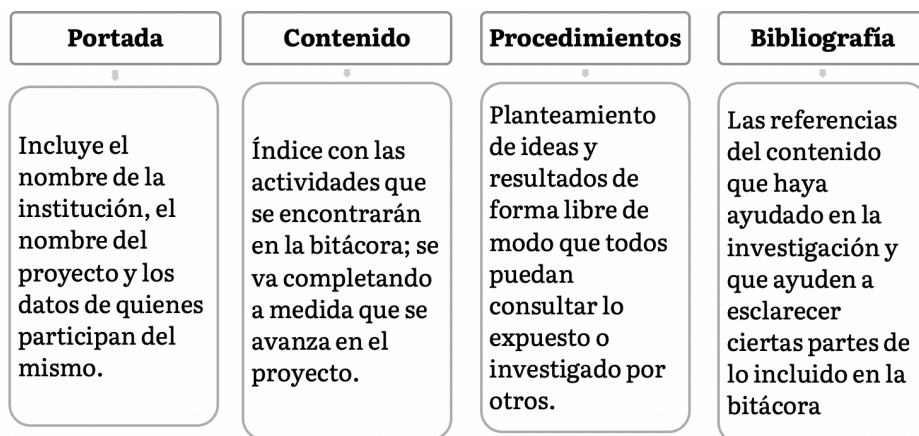 Portada
Incluye el
nombre de la
institución, el
nombre del
proyecto y los
datos de quienes
participan del
mismo.
Contenido
Índice con las
actividades que
se encontrarán
en la bitácora; se
va completando
a medida que se
avanza en el
proyecto.
Procedimientos
Planteamiento
de ideas y
resultados de
forma libre de
modo que todos
puedan
consultar lo
expuesto o
investigado por
otros.
Bibliografía
Las referencias
del contenido
que haya
ayudado en la
investigación y
que ayuden a
esclarecer
ciertas partes de
lo incluido en la
bitácora